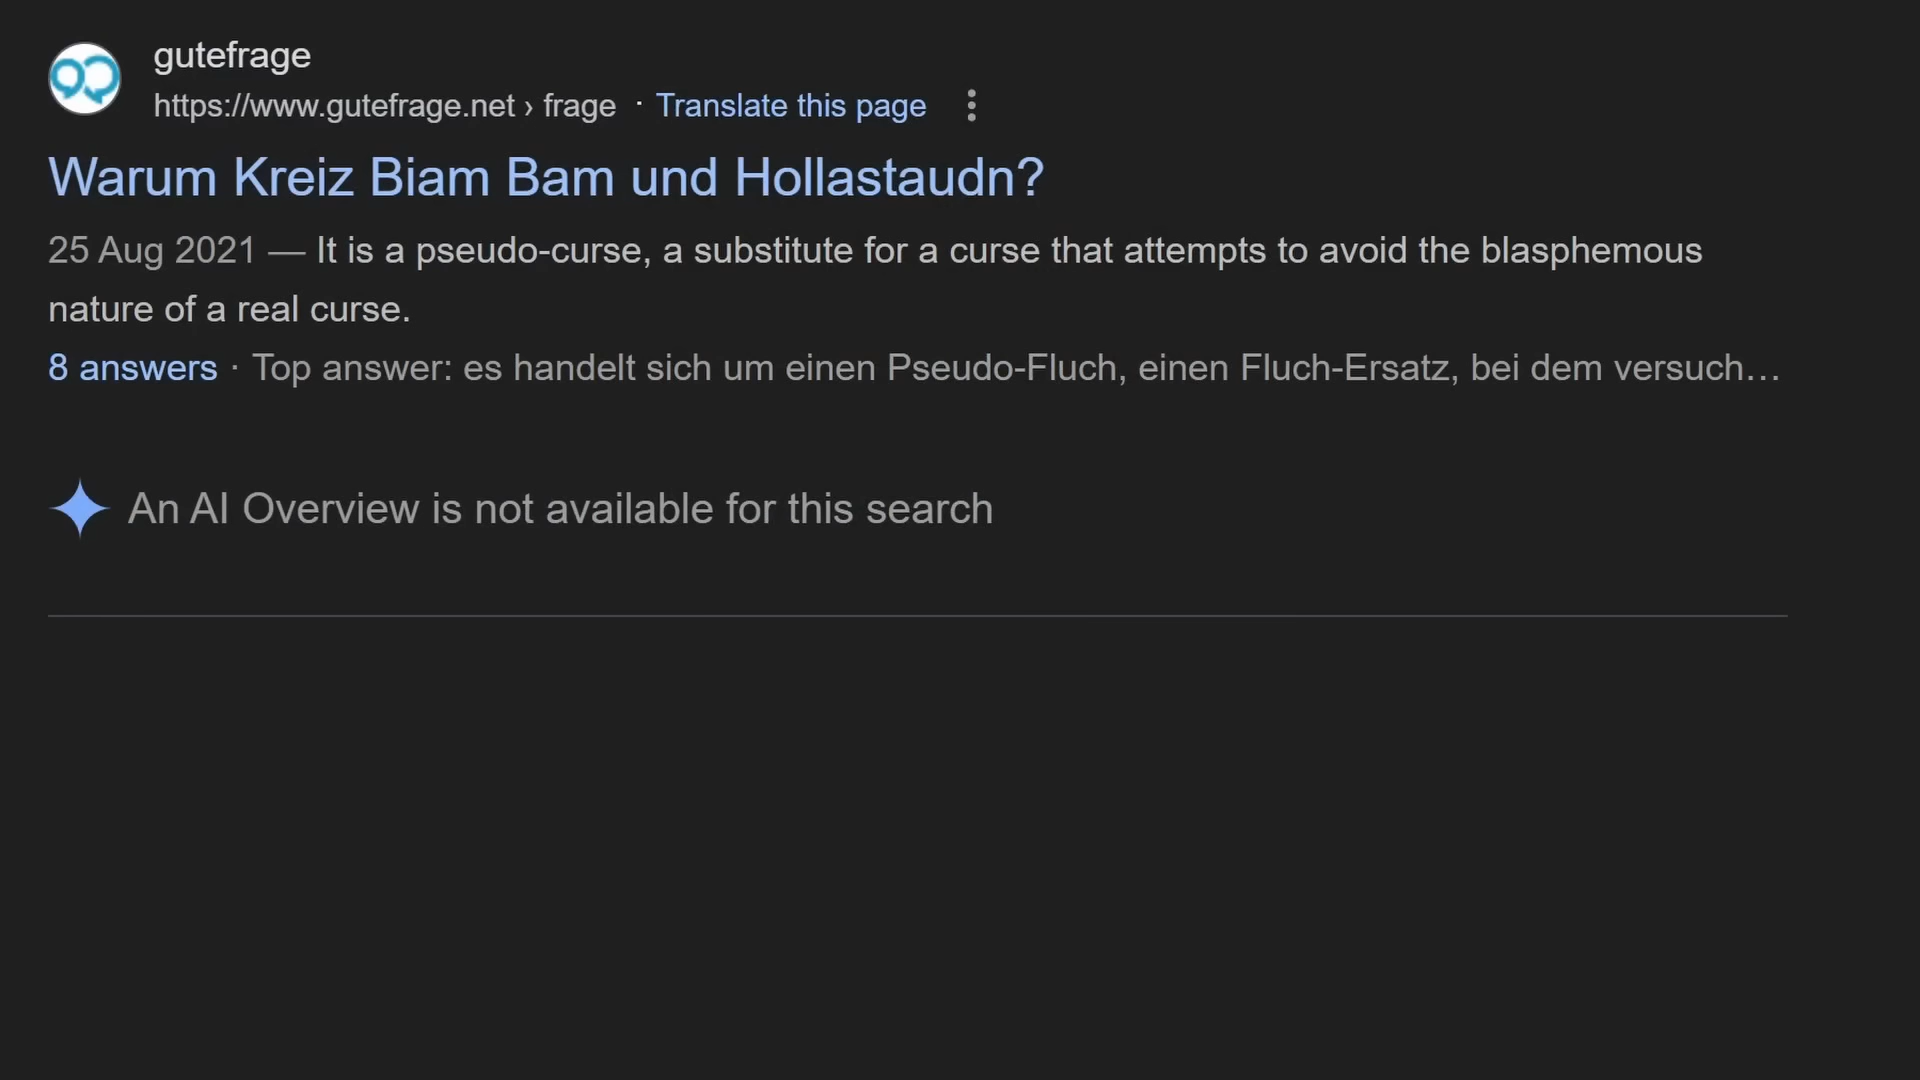 gutefrage
https://www.gutefrage.net › frage · Translate this page
Warum Kreiz Biam Bam und Hollastaudn?
25 Aug 2021 — It is a pseudo-curse, a substitute for a curse that attempts to avoid the blasphemous
nature of a real curse.
8 answers · Top answer: es handelt sich um einen Pseudo-Fluch, einen Fluch-Ersatz, bei dem versuch…
An AI Overview is not available for this search